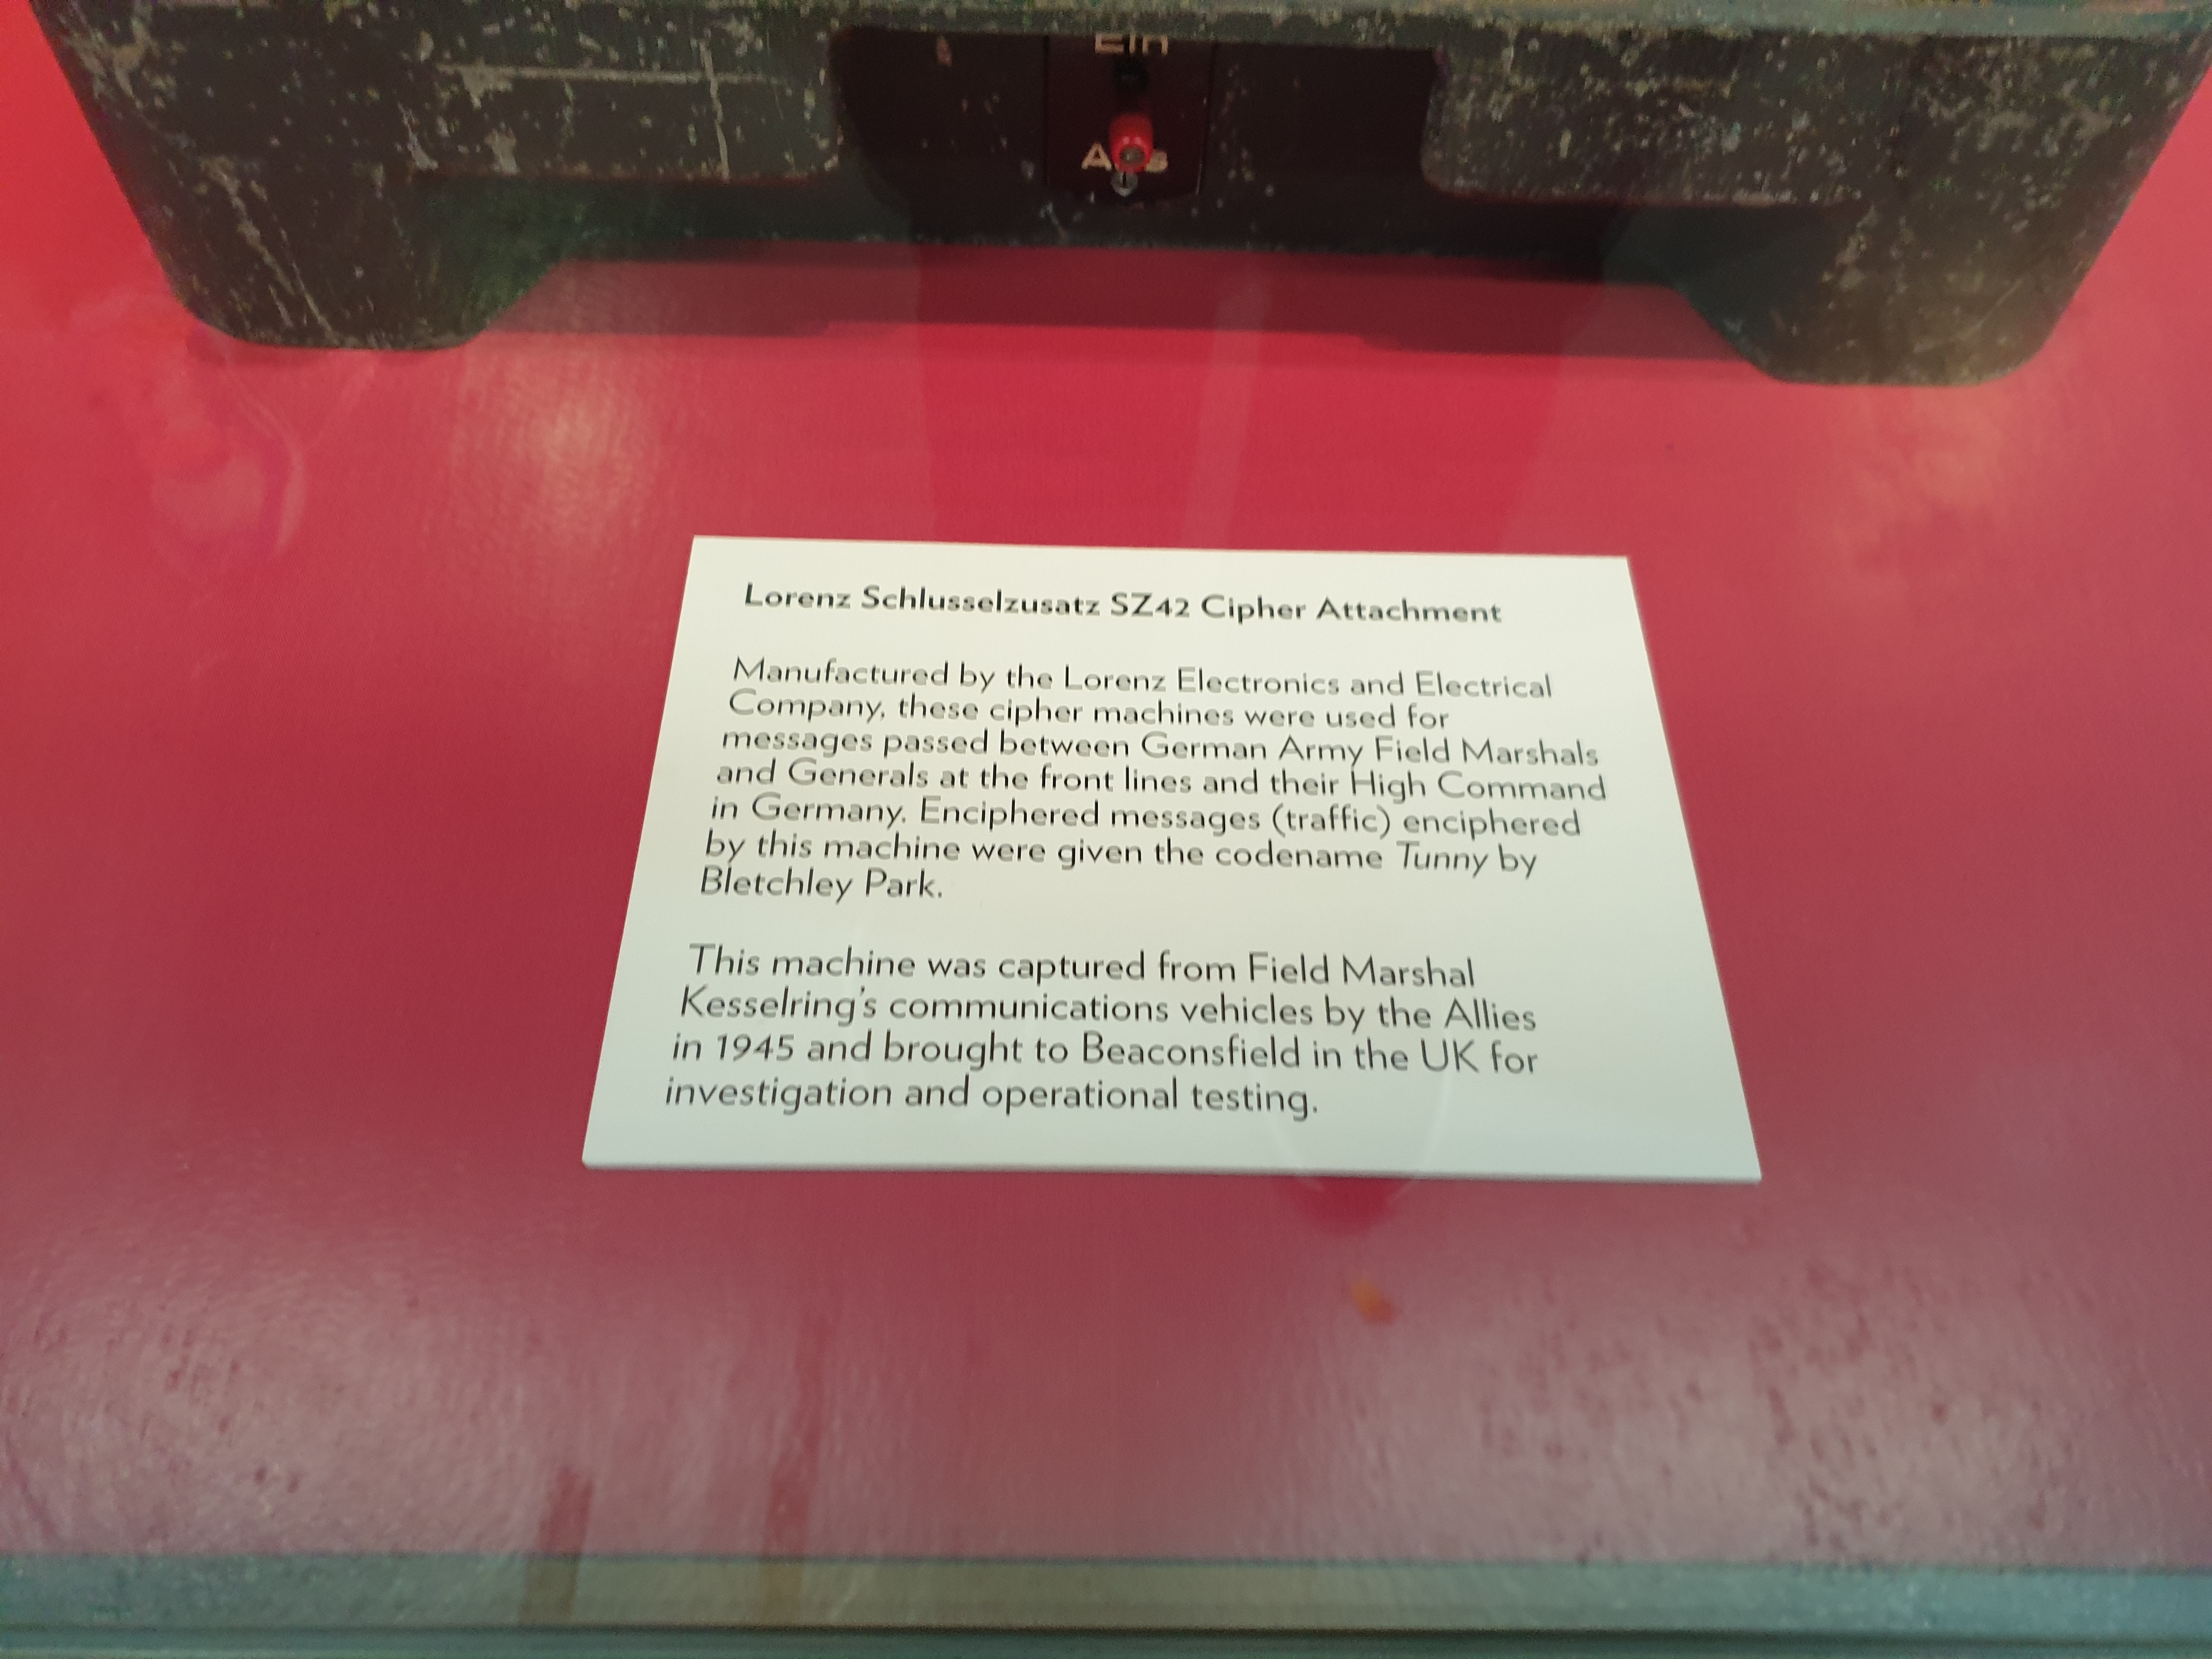 Ein
Aus
Lorenz Schlusselzusatz SZ42 Cipher Attachment
Manufactured by the Lorenz Electronics and Electrical
Company, these cipher machines were used for
messages passed between German Army Field Marshals
and Generals at the front lines and their High Command
in Germany. Enciphered messages (traffic) enciphered
by this machine were given the codename Tunny by
Bletchley Park.
This machine was captured from Field Marshal
Kesselring's communications vehicles by the Allies
in 1945 and brought to Beaconsfield in the UK for
investigation and operational testing.